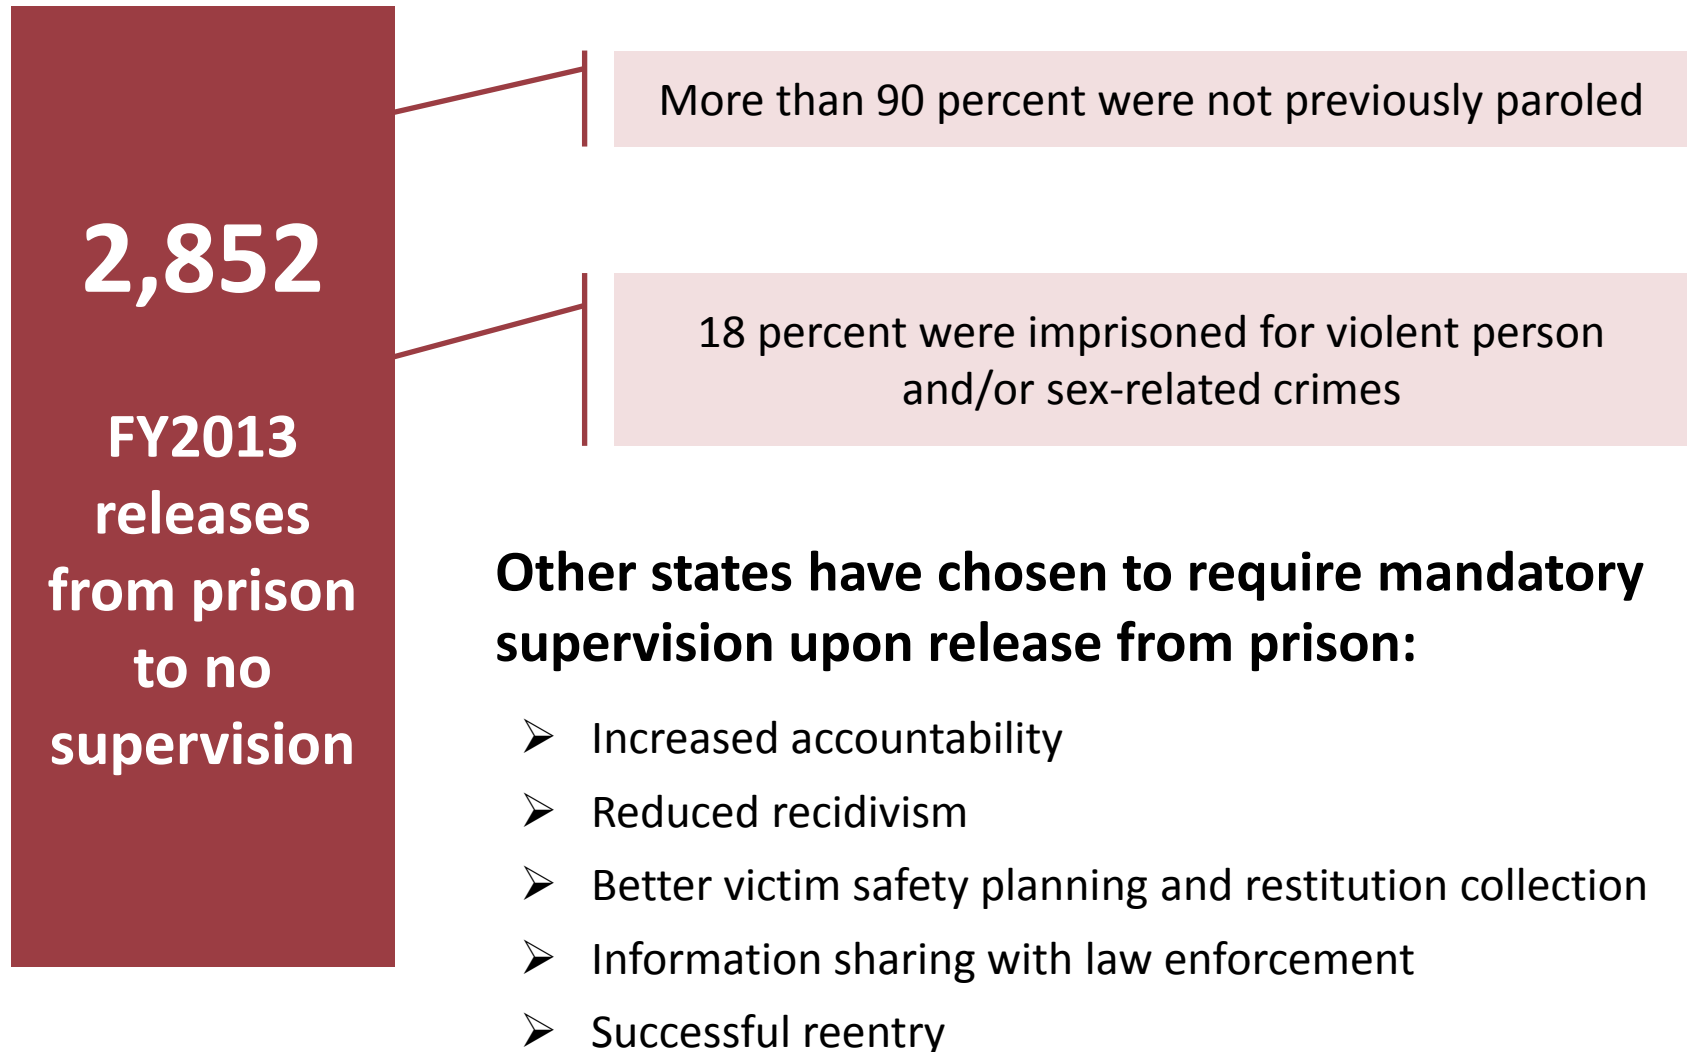 2,852
FY2013
releases
from prison
to no
supervision
More than 90 percent were not previously paroled
18 percent were imprisoned for violent person
and/or sex-related crimes
Other states have chosen to require mandatory
supervision upon release from prison:
➢ Increased accountability
➢ Reduced recidivism
➢ Better victim safety planning and restitution collection
➢ Information sharing with law enforcement
➢ Successful reentry